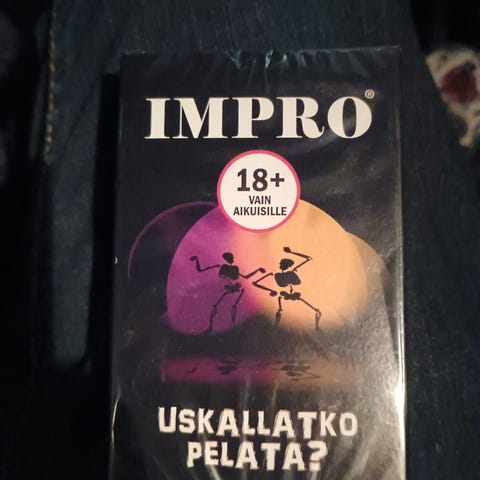 IMPRO®
18+
VAIN
AIKUISILLE
USKALLATKO
PELATA?